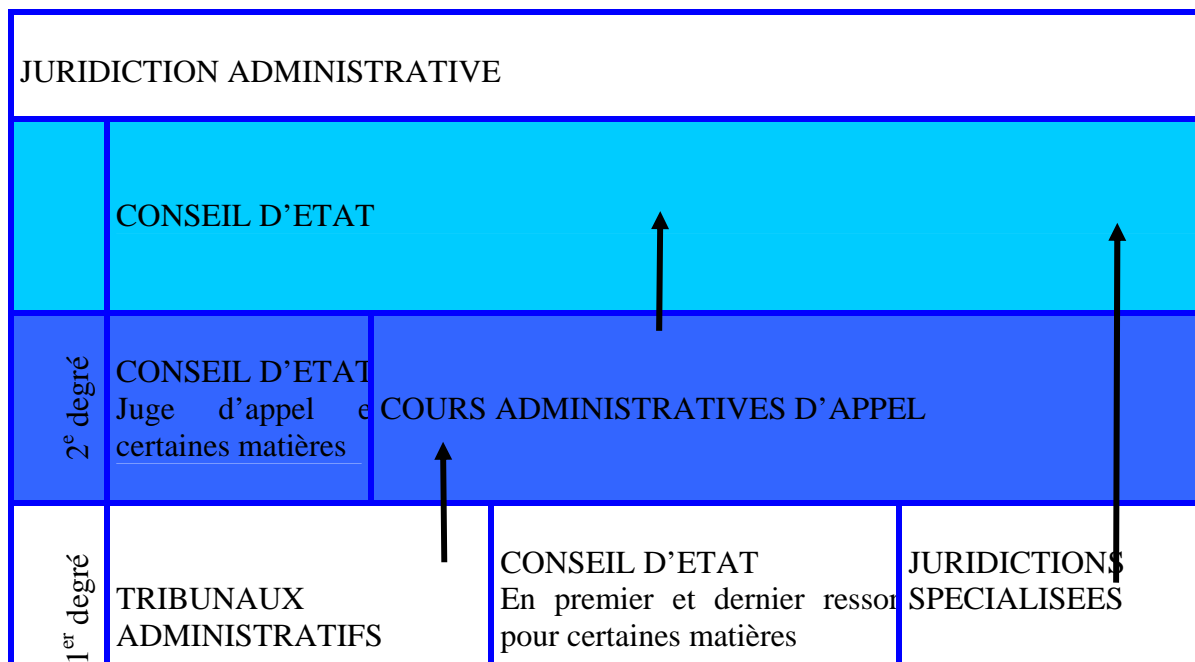 JURIDICTION ADMINISTRATIVE
CONSEIL D’ETAT
2e degré
CONSEIL D’ETAT
Juge d’appel e
certaines matières
COURS ADMINISTRATIVES D’APPEL
1er degré
TRIBUNAUX
ADMINISTRATIFS
CONSEIL D’ETAT
En premier et dernier ressor
pour certaines matières
JURIDICTIONS
SPECIALISEES